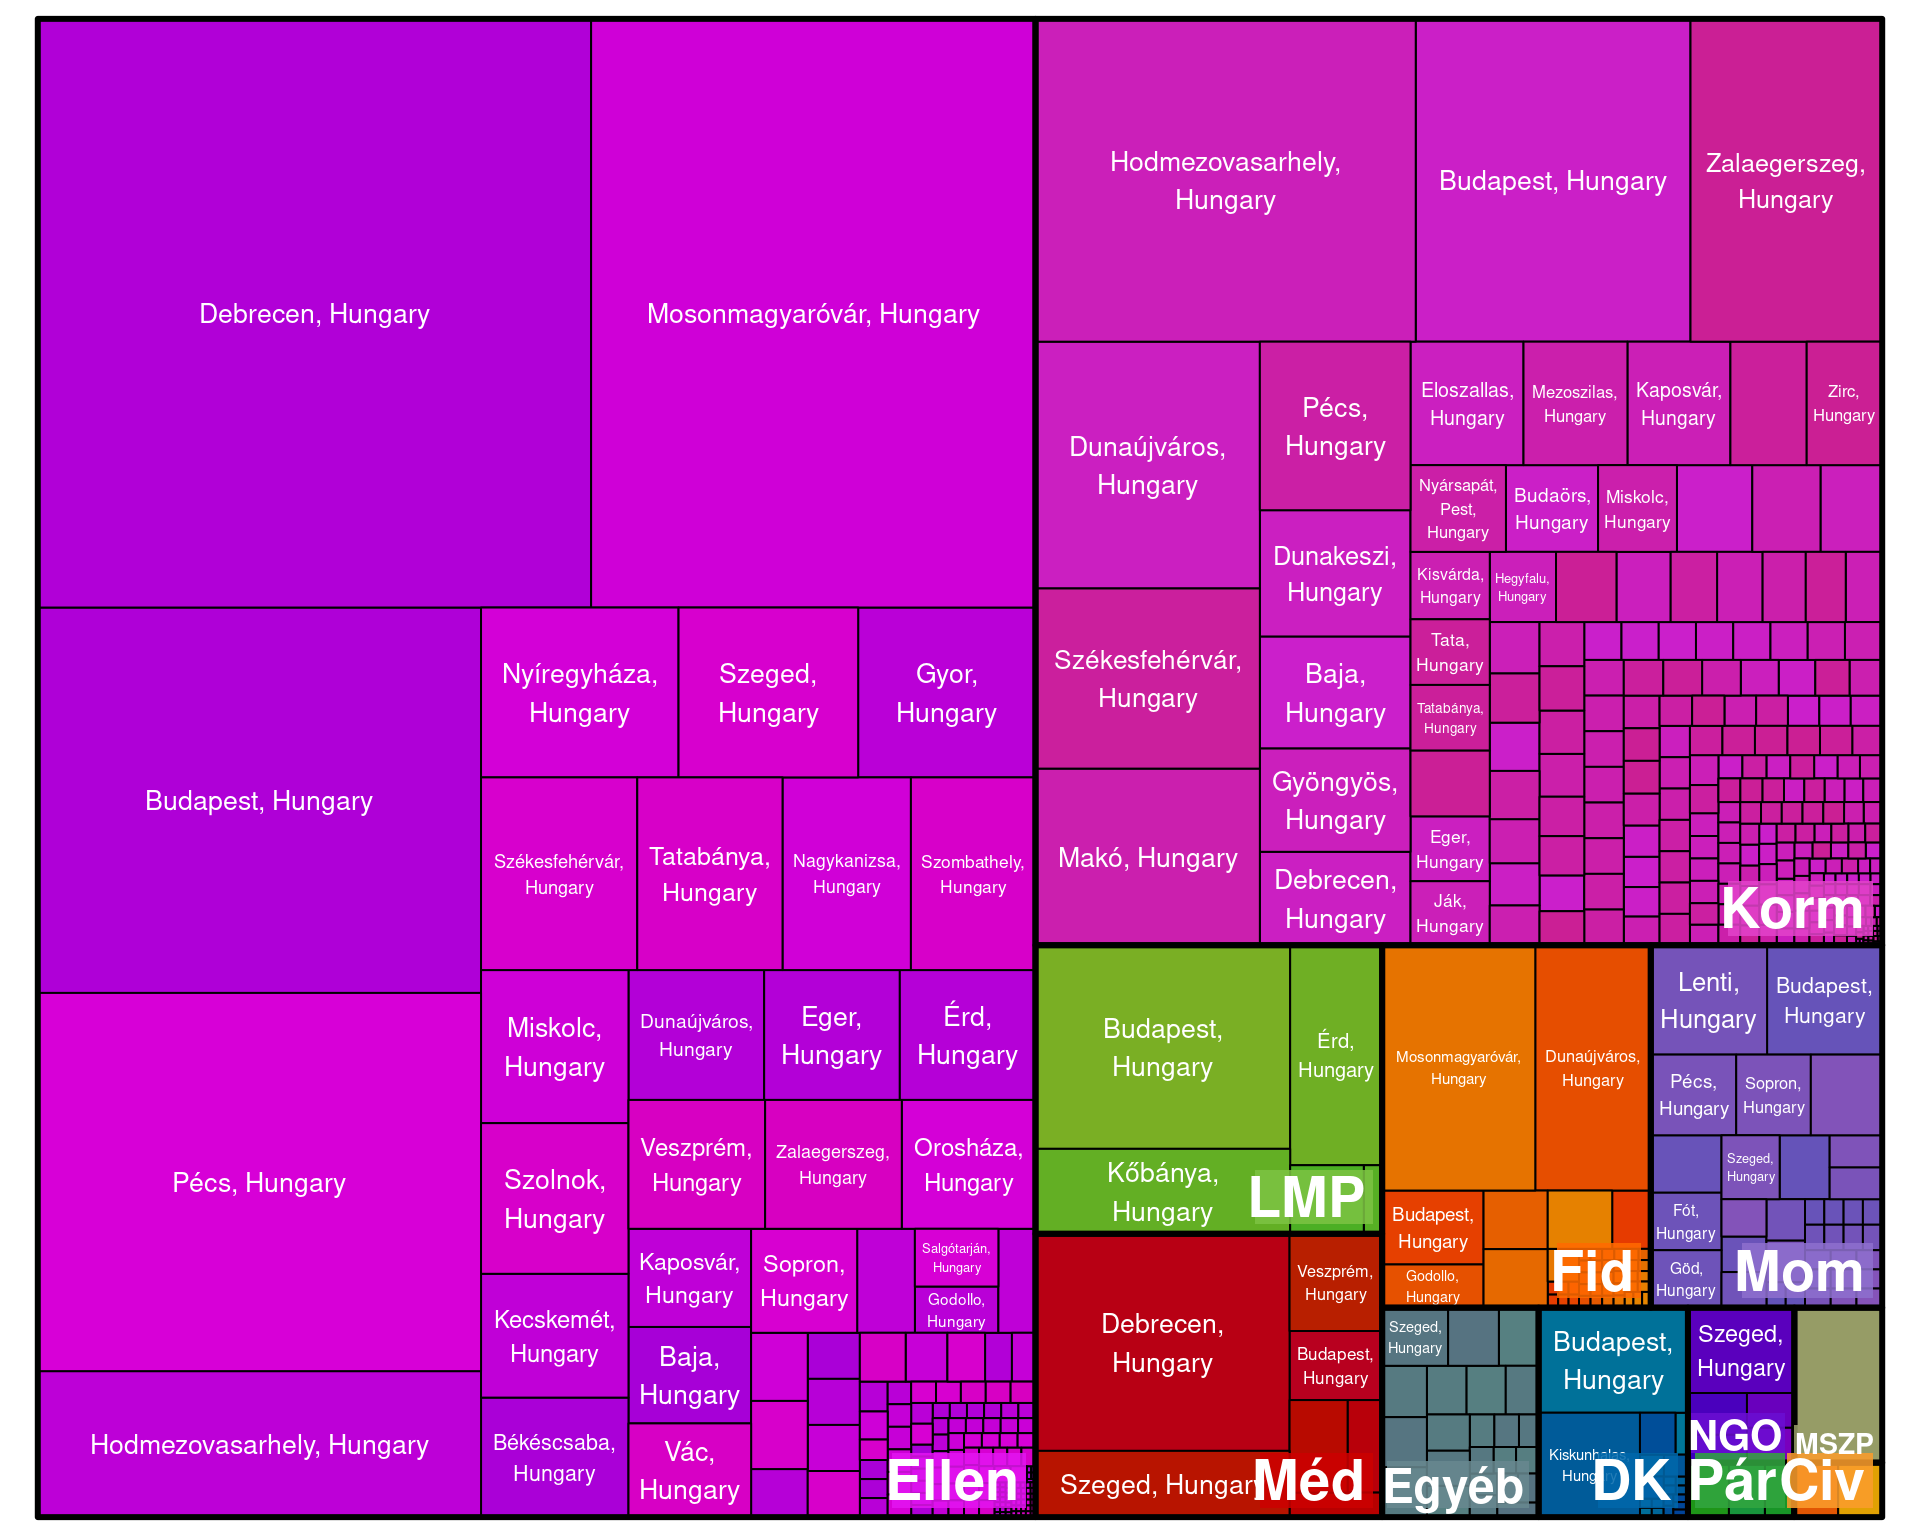 Debrecen, Hungary
Mosonmagyaróvár, Hungary
Budapest, Hungary
Pécs, Hungary
Hodmezovasarhely, Hungary
Nyíregyháza,
Hungary
Szeged,
Hungary
Gyor,
Hungary
Székesfehérvár,
Hungary
Tatabánya,
Hungary
Nagykanizsa,
Hungary
Szombathely,
Hungary
Miskolc,
Hungary
Dunaújváros,
Hungary
Eger,
Hungary
Érd,
Hungary
Szolnok,
Hungary
Veszprém,
Hungary
Zalaegerszeg,
Hungary
Orosháza,
Hungary
Kecskemét,
Hungary
Kaposvár,
Hungary
Sopron,
Hungary
Salgótarján,
Hungary
Godollo,
Hungary
Békéscsaba,
Hungary
Baja,
Hungary
Vác,
Hungary
Ellen
Hodmezovasarhely,
Hungary
Budapest, Hungary
Zalaegerszeg,
Hungary
Dunaújváros,
Hungary
Székesfehérvár,
Hungary
Makó, Hungary
Pécs,
Hungary
Dunakeszi,
Hungary
Baja,
Hungary
Gyöngyös,
Hungary
Debrecen,
Hungary
Eloszallas,
Hungary
Mezoszilas,
Hungary
Kaposvár,
Hungary
Zirc,
Hungary
Nyársapát,
Pest,
Hungary
Budaörs,
Hungary
Miskolc,
Hungary
Kisvárda,
Hungary
Hegyfalu,
Hungary
Tata,
Hungary
Tatabánya,
Hungary
Eger,
Hungary
Ják,
Hungary
Korm
Budapest,
Hungary
Érd,
Hungary
Kőbánya,
Hungary
LMP
Mosonmagyaróvár,
Hungary
Dunaújváros,
Hungary
Budapest,
Hungary
Godollo,
Hungary
Fid
Lenti,
Hungary
Budapest,
Hungary
Pécs,
Hungary
Sopron,
Hungary
Szeged,
Hungary
Fót,
Hungary
Göd,
Hungary
Mom
Debrecen,
Hungary
Veszprém,
Hungary
Budapest,
Hungary
Szeged, Hungary
Méd
Szeged,
Hungary
Egyéb
Budapest,
Hungary
Kiskunhalas,
Hungary
DK
Szeged,
Hungary
NGO
MSZP
Pár
Civ